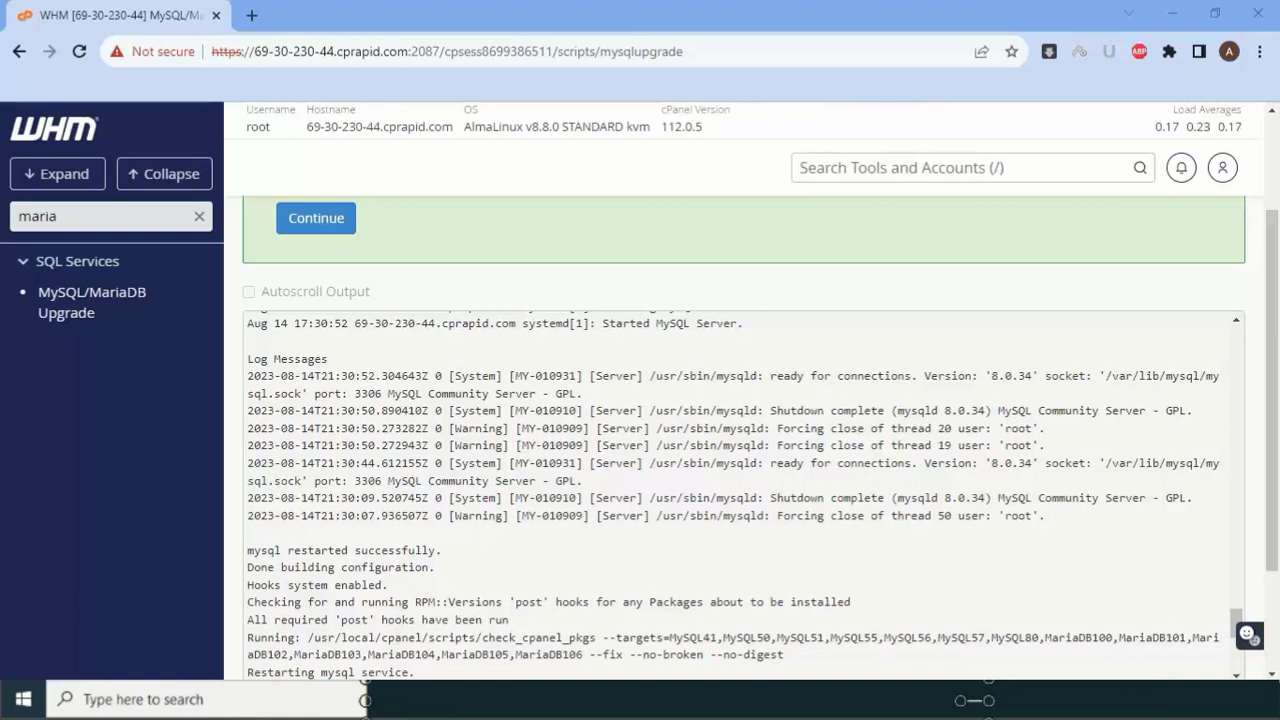 WHM [69-30-230-44] MySQL/Ma
Not secure
https://69-30-230-44.cprapid.com:2087/cpsess8699386511/scripts/mysqlupgrade
ABP
A
WHM
Username Hostname OS cPanel Version Load Averages
root 69-30-230-44.cprapid.com AlmaLinux v8.8.0 STANDARD kvm 112.0.5 0.17 0.23 0.17
Expand
Collapse
Search Tools and Accounts (/)
maria
Continue
SQL Services
MySQL/MariaDB
Upgrade
Autoscroll Output
Aug 14 17:30:52 69-30-230-44.cprapid.com systemd[1]: Started MySQL Server.
Log Messages
2023-08-14T21:30:52.304643Z 0 [System] [MY-010931] [Server] /usr/sbin/mysqld: ready for connections. Version: '8.0.34' socket: '/var/lib/mysql/my
sql.sock' port: 3306 MySQL Community Server - GPL.
2023-08-14T21:30:50.890410Z 0 [System] [MY-010910] [Server] /usr/sbin/mysqld: Shutdown complete (mysqld 8.0.34) MySQL Community Server - GPL.
2023-08-14T21:30:50.273282Z 0 [Warning] [MY-010909] [Server] /usr/sbin/mysqld: Forcing close of thread 20 user: 'root'.
2023-08-14T21:30:50.272943Z 0 [Warning] [MY-010909] [Server] /usr/sbin/mysqld: Forcing close of thread 19 user: 'root'.
2023-08-14T21:30:44.612155Z 0 [System] [MY-010931] [Server] /usr/sbin/mysqld: ready for connections. Version: '8.0.34' socket: '/var/lib/mysql/my
sql.sock' port: 3306 MySQL Community Server - GPL.
2023-08-14T21:30:09.520745Z 0 [System] [MY-010910] [Server] /usr/sbin/mysqld: Shutdown complete (mysqld 8.0.34) MySQL Community Server - GPL.
2023-08-14T21:30:07.936507Z 0 [Warning] [MY-010909] [Server] /usr/sbin/mysqld: Forcing close of thread 50 user: 'root'.
mysql restarted successfully.
Done building configuration.
Hooks system enabled.
Checking for and running RPM::Versions 'post' hooks for any Packages about to be installed
All required 'post' hooks have been run
Running: /usr/local/cpanel/scripts/check_cpanel_pkgs --targets=MySQL41,MySQL50,MySQL51,MySQL55,MySQL56,MySQL57,MySQL80,MariaDB100,MariaDB101,Mari
aDB102,MariaDB103,MariaDB104,MariaDB105,MariaDB106 --fix --no-broken --no-digest
Restarting mysql service.
Type here to search